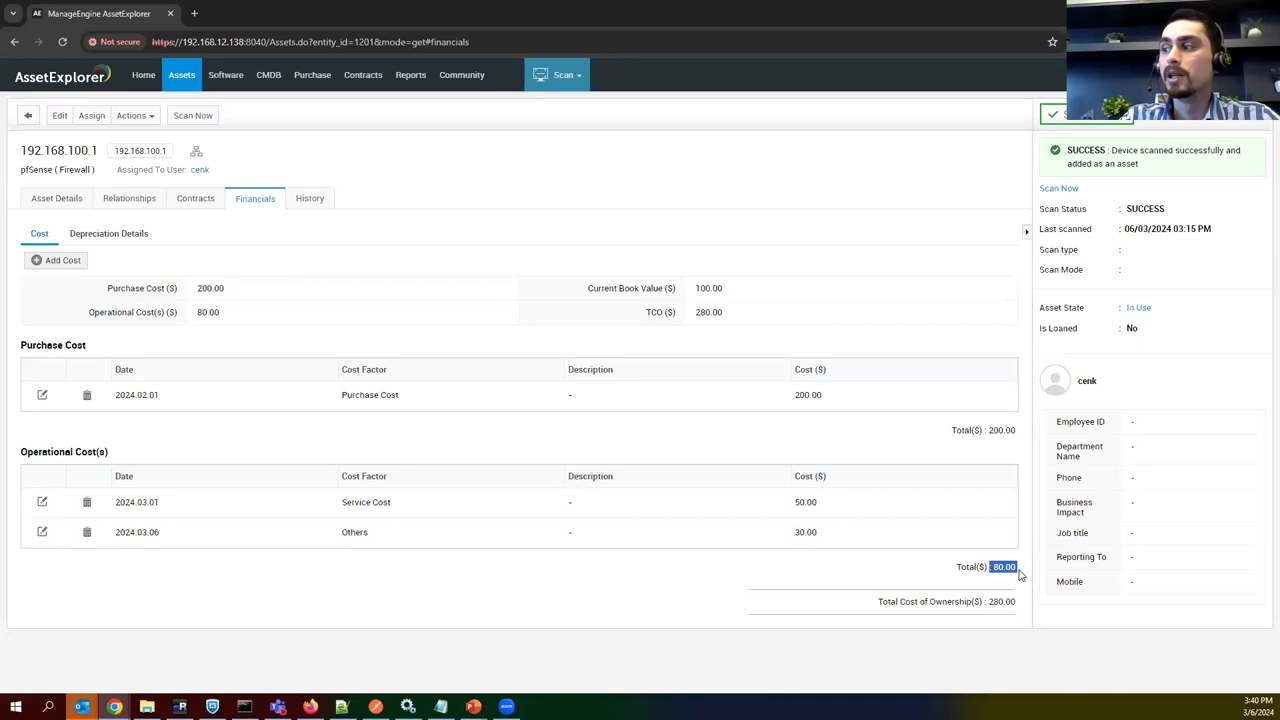 AE ManageEngine AssetExplorer
Not secure https://192.168.12.138:8040/Assets.do?entity_id=1201&mode=get#financials
AssetExplorer Home Assets Software CMDB Purchase Contracts Reports Community Scan
Edit Assign Actions Scan Now
192.168.100.1 192.168.100.1
pfSense ( Firewall ) Assigned To User: cenk
Asset Details Relationships Contracts Financials History
Cost Depreciation Details
Add Cost
Purchase Cost ($) 200.00 Current Book Value ($) 100.00
Operational Cost(s) ($) 80.00 TCO ($) 280.00
Purchase Cost
Date Cost Factor Description Cost ($)
2024.02.01 Purchase Cost - 200.00
Total($) : 200.00
Operational Cost(s)
Date Cost Factor Description Cost ($)
2024.03.01 Service Cost - 50.00
2024.03.06 Others - 30.00
Total($) : 80.00
Total Cost of Ownership($) : 280.00
SUCCESS : Device scanned successfully and
added as an asset
Scan Now
Scan Status : SUCCESS
Last scanned : 06/03/2024 03:15 PM
Scan type :
Scan Mode :
Asset State : In Use
Is Loaned : No
cenk
Employee ID -
Department
Name -
Phone -
Business
Impact -
Job title -
Reporting To -
Mobile -
3:40 PM
3/6/2024